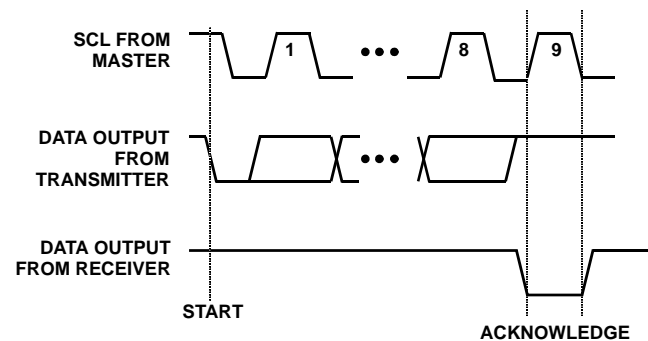 SCL FROM
MASTER
1
•••
8
9
DATA OUTPUT
FROM
TRANSMITTER
•••
DATA OUTPUT
FROM RECEIVER
START
ACKNOWLEDGE